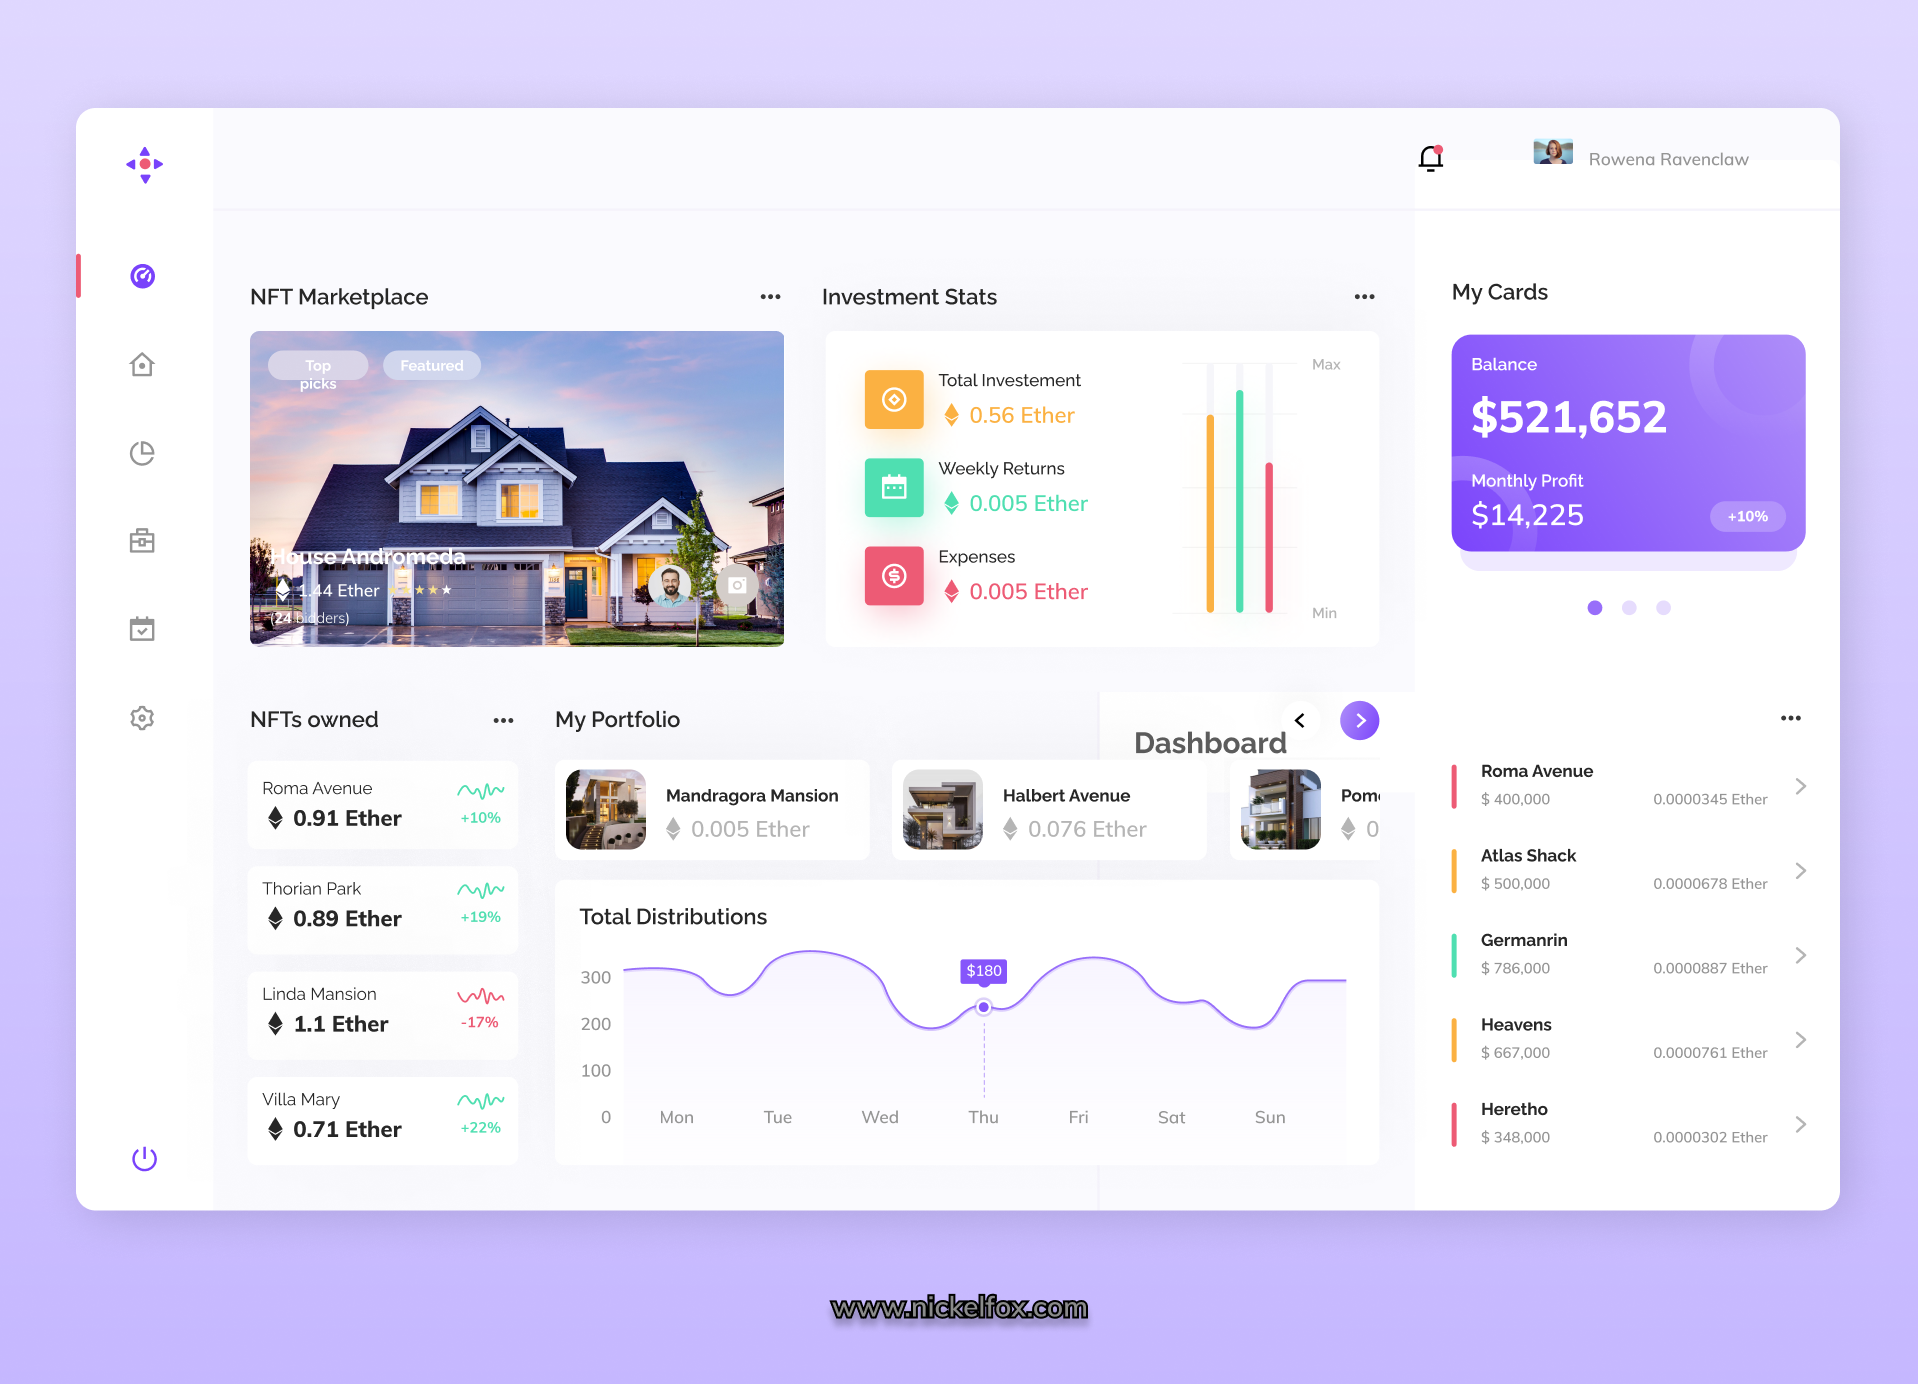 Rowena Ravenclaw
NFT Marketplace
Top
picks
Featured
House Andromeda
1.44 Ether
(24 bidders)
Investment Stats
Total Investement
0.56 Ether
Weekly Returns
0.005 Ether
Expenses
0.005 Ether
Max
Min
My Cards
Balance
$521,652
Monthly Profit
$14,225
+10%
NFTs owned
Roma Avenue
0.91 Ether
+10%
Thorian Park
0.89 Ether
+19%
Linda Mansion
1.1 Ether
-17%
Villa Mary
0.71 Ether
+22%
My Portfolio
Dashboard
Mandragora Mansion
0.005 Ether
Halbert Avenue
0.076 Ether
Pom
0
Total Distributions
$180
300
200
100
0
Mon Tue Wed Thu Fri Sat Sun
Roma Avenue
$ 400,000 0.0000345 Ether
Atlas Shack
$ 500,000 0.0000678 Ether
Germanrin
$ 786,000 0.0000887 Ether
Heavens
$ 667,000 0.0000761 Ether
Heretho
$ 348,000 0.0000302 Ether
www.nickelfox.com